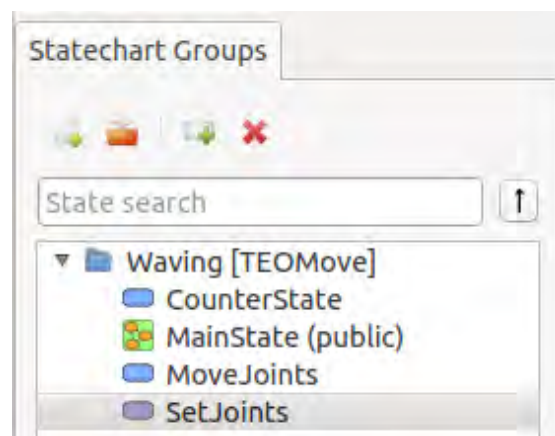 Statechart Groups
State search
Waving [TEOMove]
CounterState
MainState (public)
MoveJoints
SetJoints